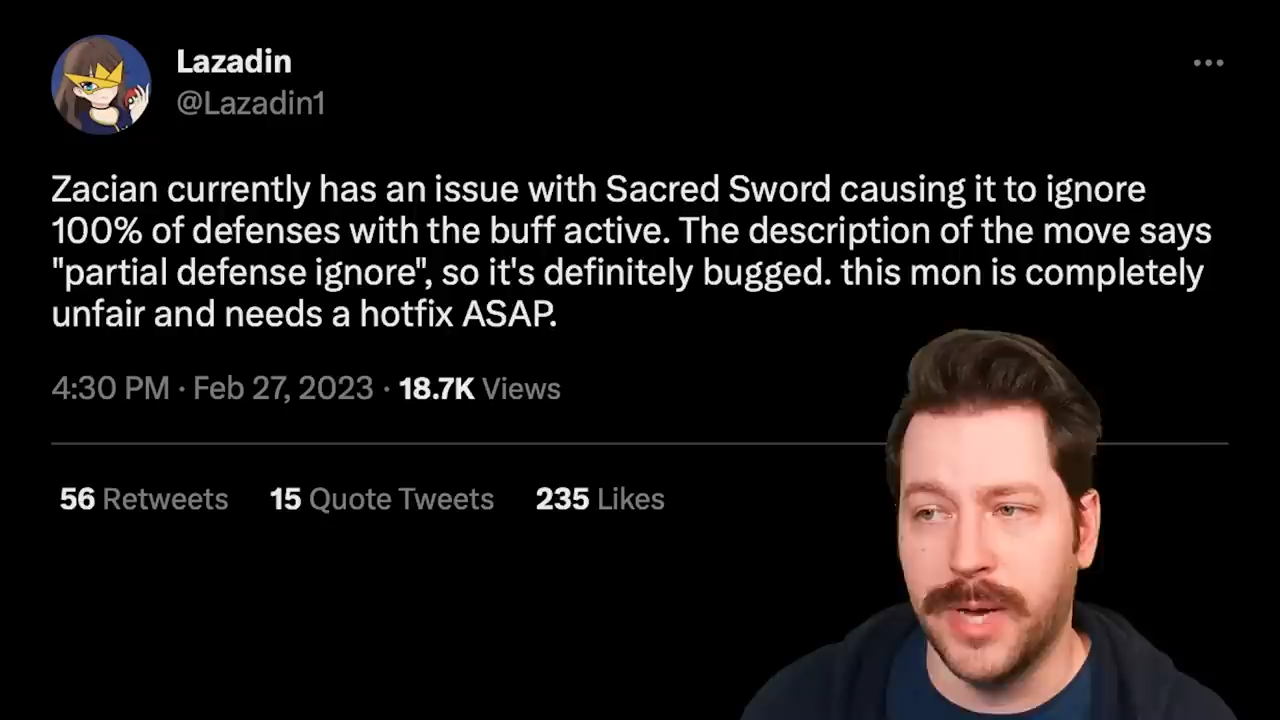 Lazadin
@Lazadin1
Zacian currently has an issue with Sacred Sword causing it to ignore
100% of defenses with the buff active. The description of the move says
"partial defense ignore", so it's definitely bugged. this mon is completely
unfair and needs a hotfix ASAP.
4:30 PM · Feb 27, 2023 · 18.7K Views
56 Retweets 15 Quote Tweets 235 Likes